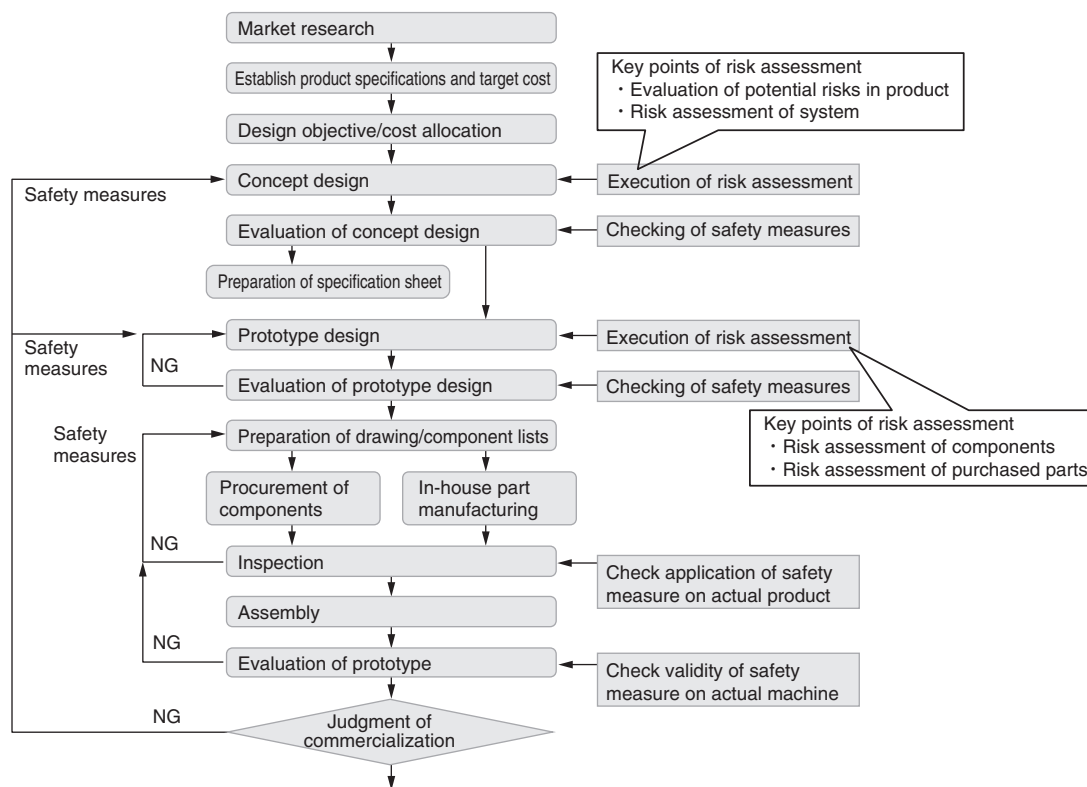 Market research
Establish product specifications and target cost
Key points of risk assessment
・Evaluation of potential risks in product
・Risk assessment of system
Design objective/cost allocation
Safety measures
Concept design
Execution of risk assessment
Evaluation of concept design
Checking of safety measures
Preparation of specification sheet
Safety
measures
NG
Prototype design
Execution of risk assessment
Evaluation of prototype design
Checking of safety measures
Key points of risk assessment
・Risk assessment of components
・Risk assessment of purchased parts
Safety
measures
Preparation of drawing/component lists
Procurement of
components
In-house part
manufacturing
NG
Inspection
Check application of safety
measure on actual product
Assembly
NG
Evaluation of prototype
Check validity of safety
measure on actual machine
NG
Judgment of
commercialization